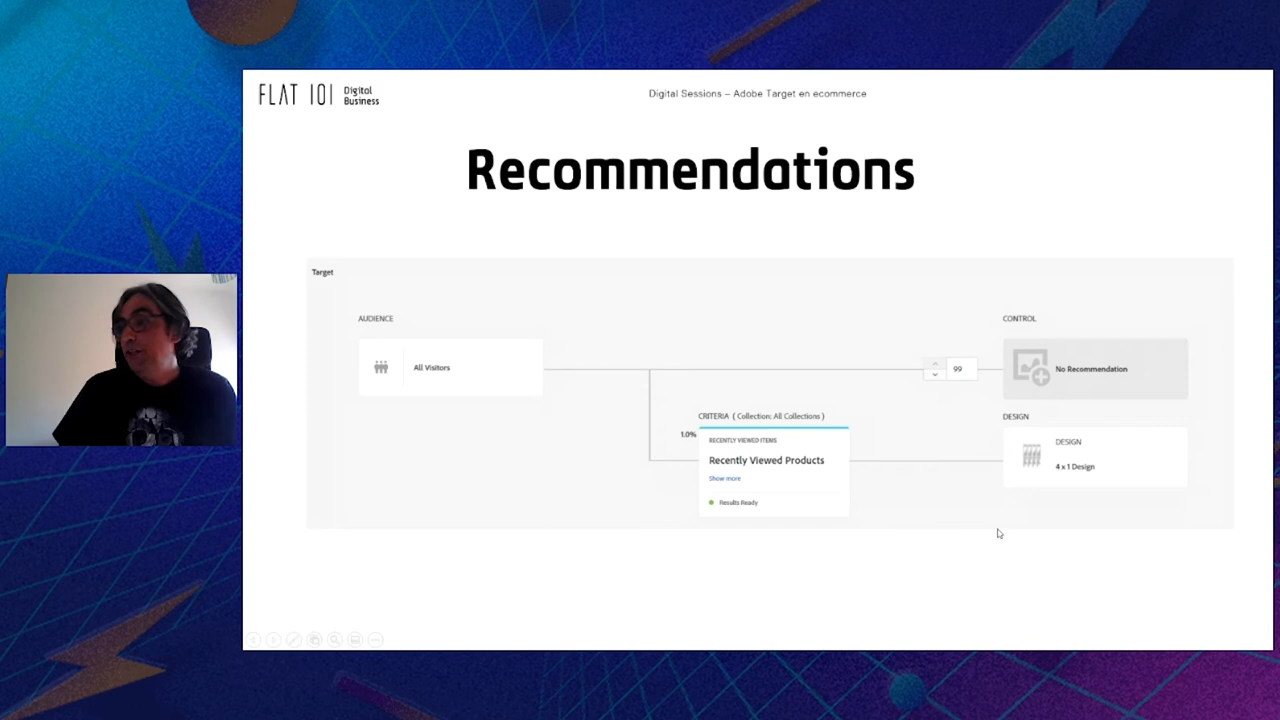 FLAT 101 Digital Business
Digital Sessions – Adobe Target en ecommerce
Recommendations
Target
AUDIENCE
All Visitors
CONTROL
99
No Recommendation
CRITERIA ( Collection: All Collections )
DESIGN
1.0%
RECENTLY VIEWED ITEMS
Recently Viewed Products
Show more
Results Ready
DESIGN
4 x 1 Design